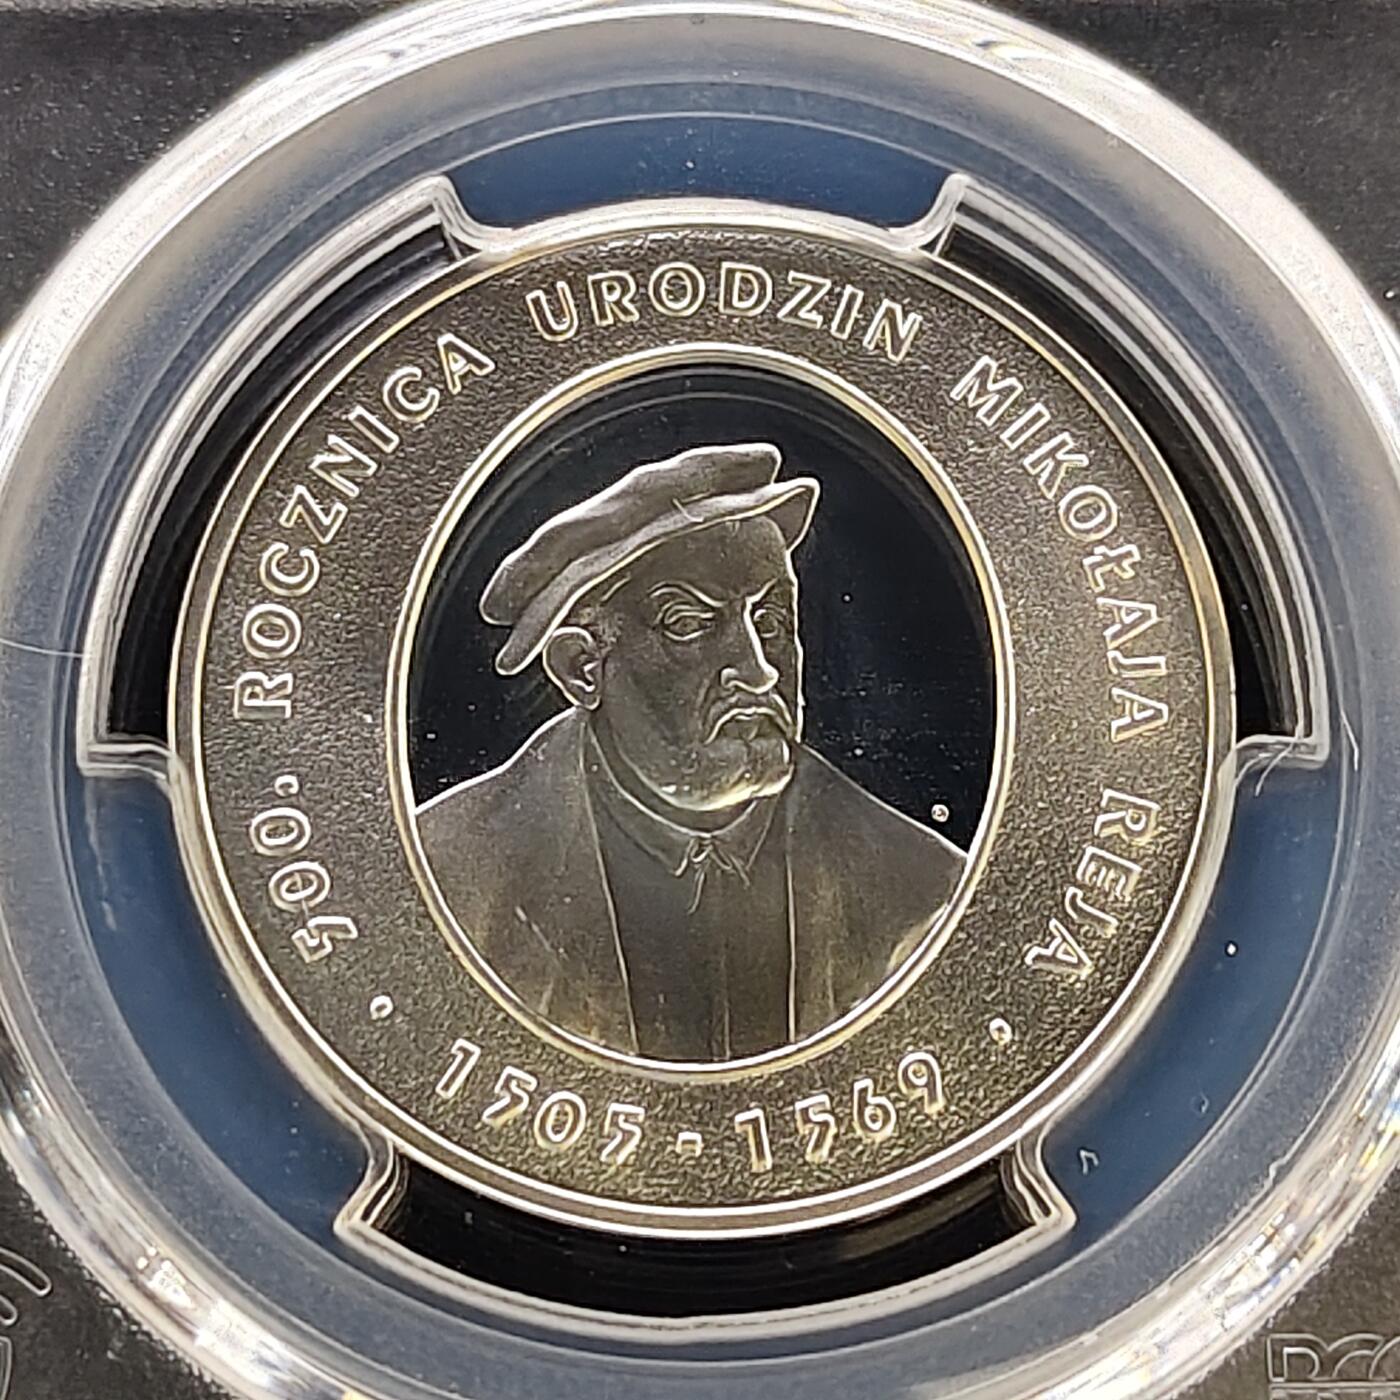 500. ROCZNICA URODZIN MIKOŁAJA REJA
• 1505-1569 •